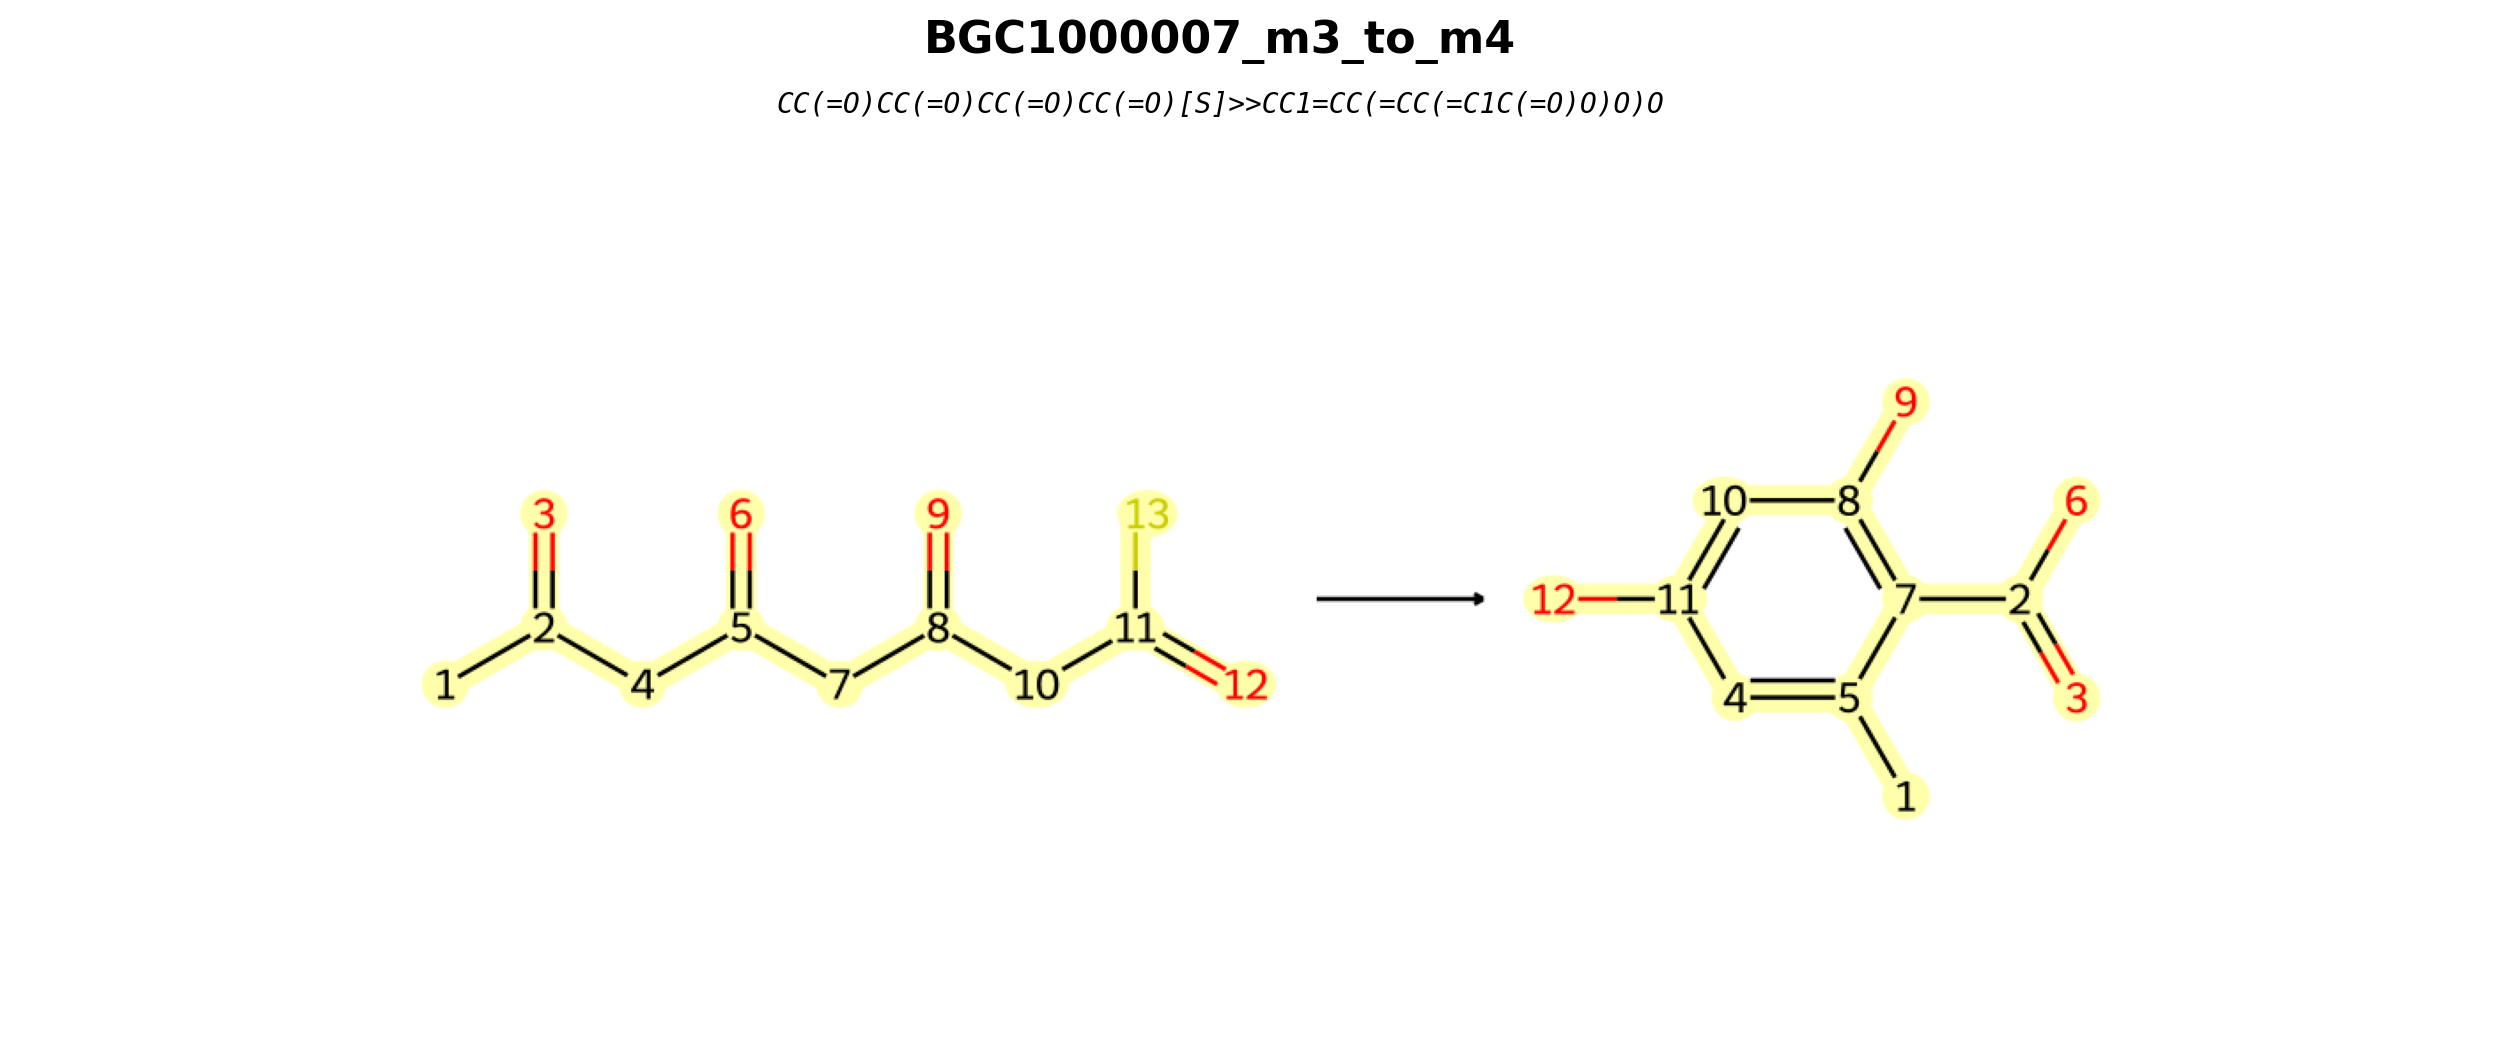 BGC1000007_m3_to_m4
CC(=O)CC(=O)CC(=O)CC(=O)[S]>>CC1=CC(=CC(=C1C(=O)O)O)O
9
3 6 9 13 10 8 6
12 11 7 2
2 5 8 11
1 4 7 10 12 4 5 3
1